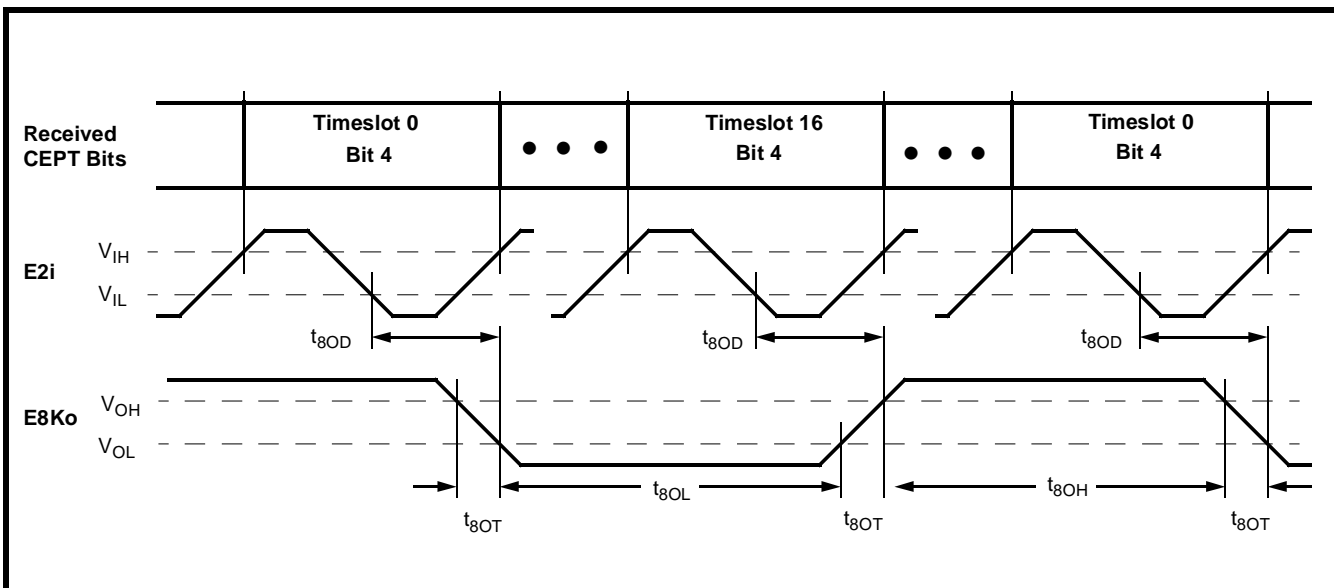 Received
CEPT Bits
Timeslot 0
Bit 4
● ● ●
Timeslot 16
Bit 4
● ● ●
Timeslot 0
Bit 4
E2i
VIH
VIL
t8OD
t8OD
t8OD
E8Ko
VOH
VOL
t8OT
t8OL
t8OT
t8OH
t8OT